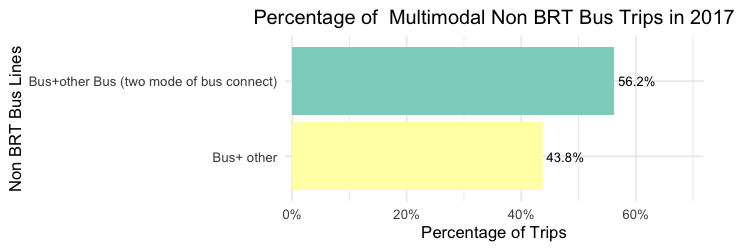 Percentage of  Multimodal Non BRT Bus Trips in 2017
Non BRT Bus Lines
Bus+other Bus (two mode of bus connect)
56.2%
Bus+ other
43.8%
0%
20%
40%
60%
Percentage of Trips